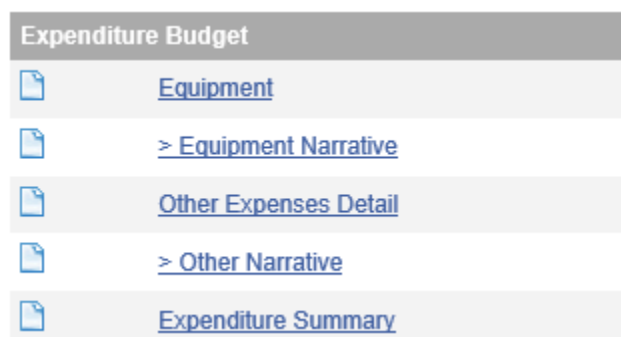 Expenditure Budget
Equipment
> Equipment Narrative
Other Expenses Detail
> Other Narrative
Expenditure Summary